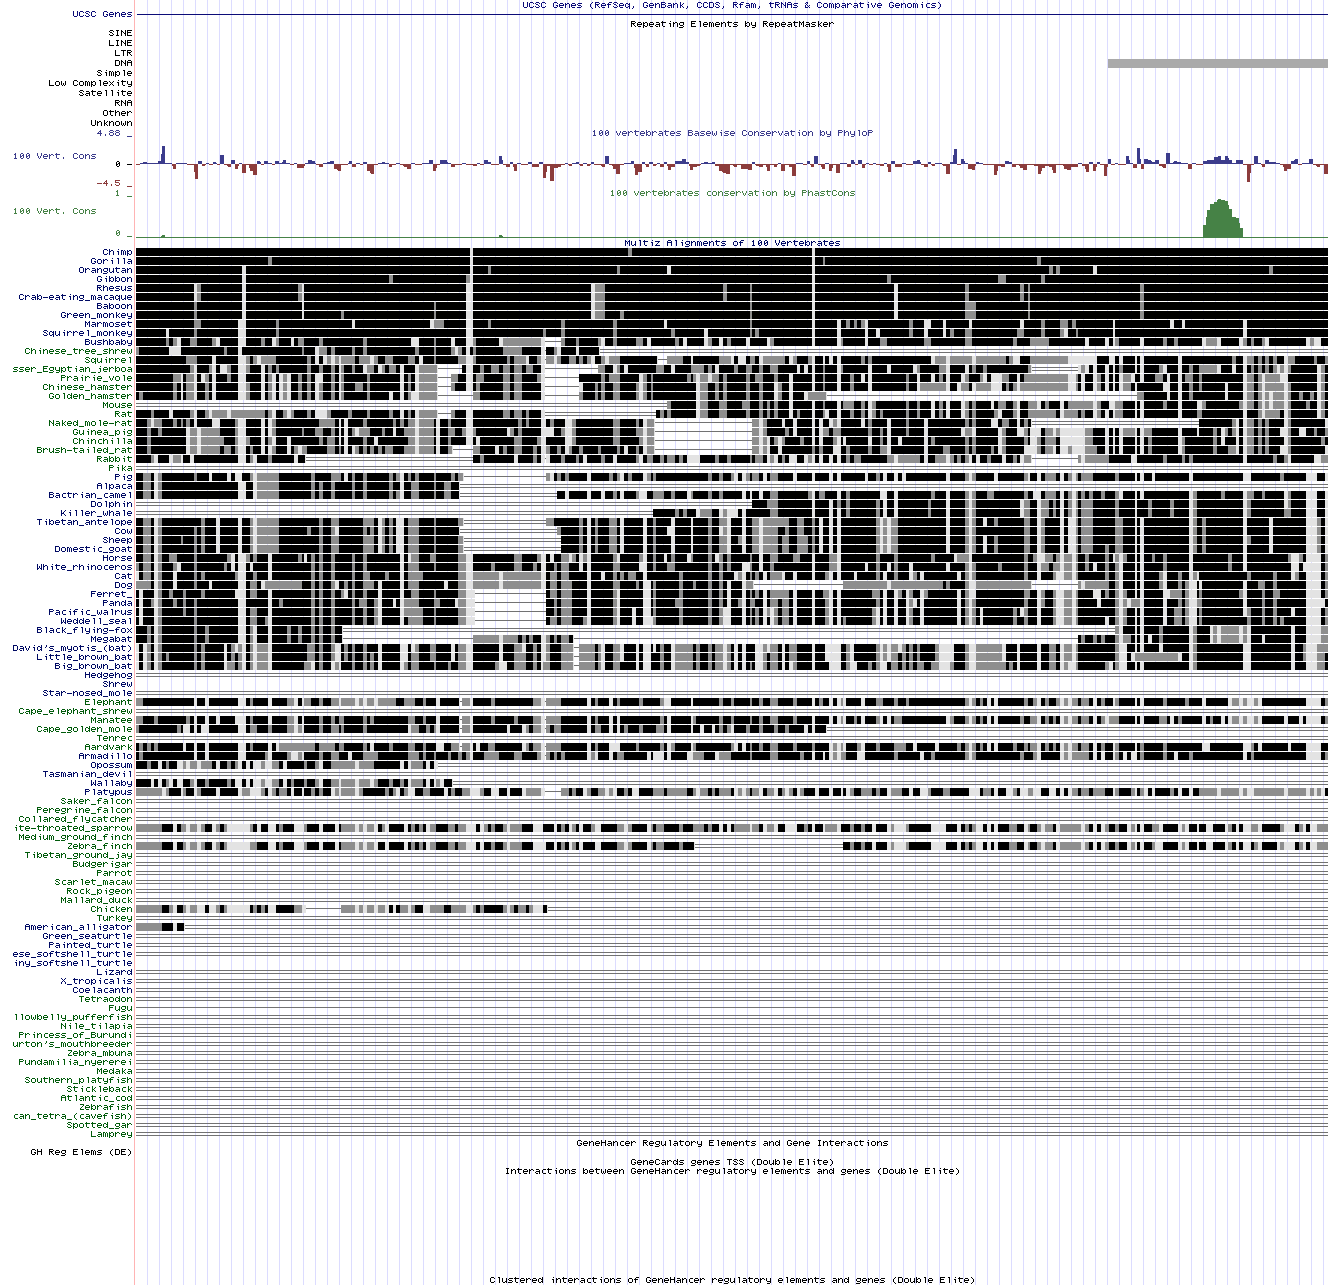 UCSC Genes (RefSeq, GenBank, CCDS, Rfam, tRNAs & Comparative Genomics)
UCSC Genes
Repeating Elements by RepeatMasker
SINE
LINE
LTR
DNA
Simple
Low Complexity
Satellite
RNA
Other
Unknown
4.88 _
100 vertebrates Basewise Conservation by PhyloP
100 Vert. Cons
0 -
-4.5 _
100 vertebrates conservation by PhastCons
1 _
100 Vert. Cons
0 _
Multiz Alignments of 100 Vertebrates
Chimp
Gorilla
Orangutan
Gibbon
Rhesus
Crab-eating_macaque
Baboon
Green_monkey
Marmoset
Squirrel_monkey
Bushbaby
Chinese_tree_shrew
Squirrel
sser_Egyptian_jerboa
Prairie_vole
Chinese_hamster
Golden_hamster
Mouse
Rat
Naked_mole-rat
Guinea_pig
Chinchilla
Brush-tailed_rat
Rabbit
Pika
Pig
Alpaca
Bactrian_camel
Dolphin
Killer_whale
Tibetan_antelope
Cow
Sheep
Domestic_goat
Horse
White_rhinoceros
Cat
Dog
Ferret_
Panda
Pacific_walrus
Weddell_seal
Black_flying-fox
Megabat
David's_myotis_(bat)
Little_brown_bat
Big_brown_bat
Hedgehog
Shrew
Star-nosed_mole
Elephant
Cape_elephant_shrew
Manatee
Cape_golden_mole
Tenrec
Aardvark
Armadillo
Opossum
Tasmanian_devil
Wallaby
Platypus
Saker_falcon
Peregrine_falcon
Collared_flycatcher
ite-throated_sparrow
Medium_ground_finch
Zebra_finch
Tibetan_ground_jay
Budgerigar
Parrot
Scarlet_macaw
Rock_pigeon
Mallard_duck
Chicken
Turkey
American_alligator
Green_seaturtle
Painted_turtle
ese_softshell_turtle
iny_softshell_turtle
Lizard
X_tropicalis
Coelacanth
Tetraodon
Fugu
llowbelly_pufferfish
Nile_tilapia
Princess_of_Burundi
urton's_mouthbreeder
Zebra_mbuna
Pundamilia_nyererei
Medaka
Southern_platyfish
Stickleback
Atlantic_cod
Zebrafish
can_tetra_(cavefish)
Spotted_gar
Lamprey
GeneHancer Regulatory Elements and Gene Interactions
GH Reg Elems (DE)
GeneCards genes TSS (Double Elite)
Interactions between GeneHancer regulatory elements and genes (Double Elite)
Clustered interactions of GeneHancer regulatory elements and genes (Double Elite)